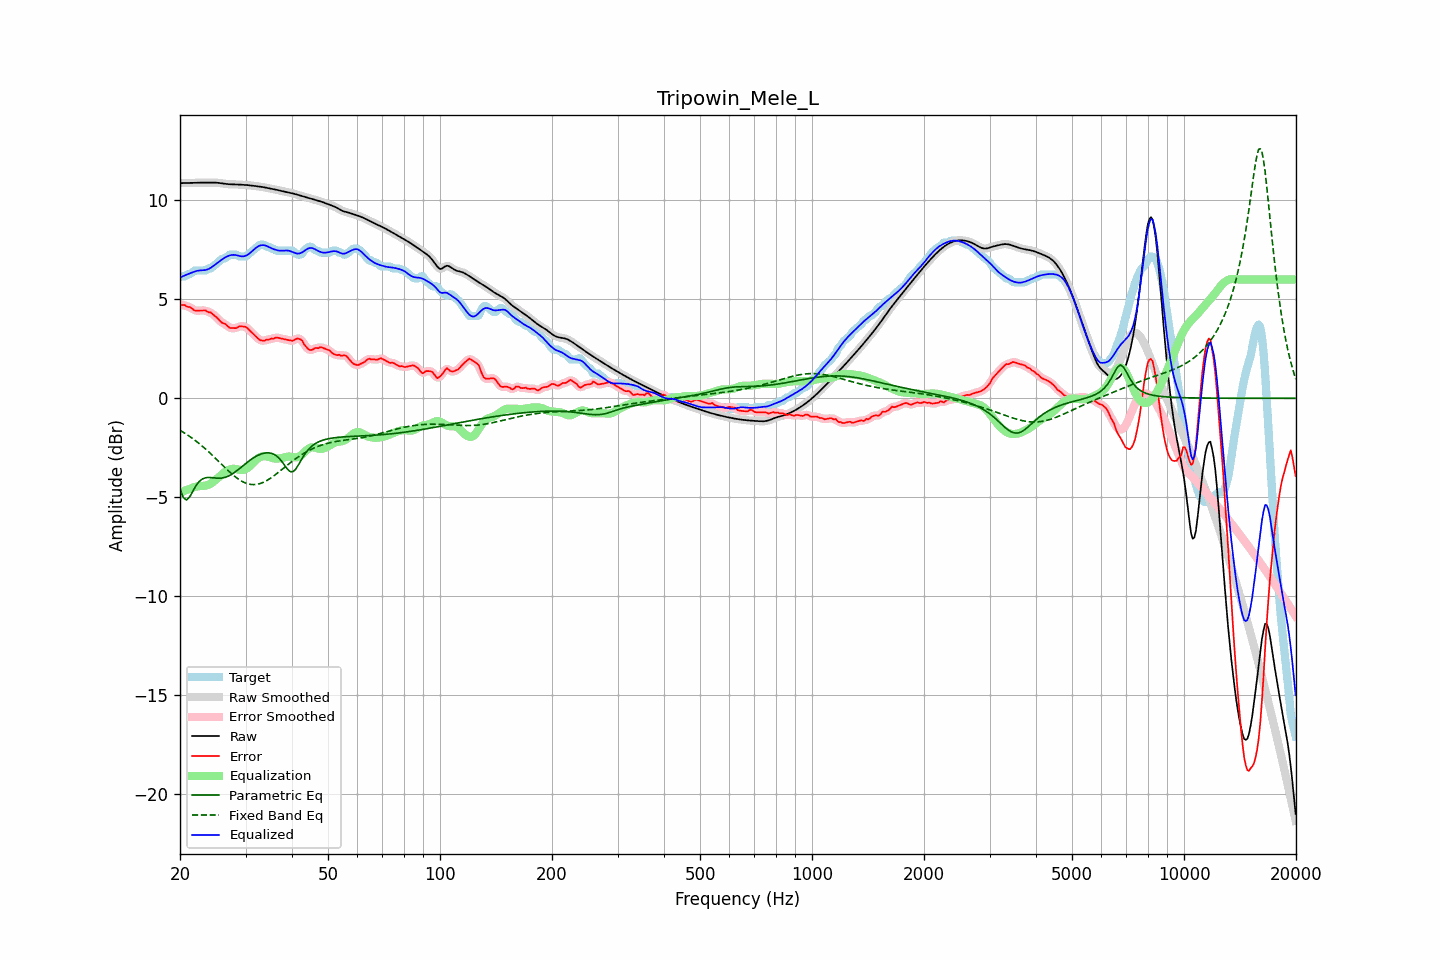 Tripowin_Mele_L
Amplitude (dBr)
10
5
0
−5
−10
−15
−20
Target
Raw Smoothed
Error Smoothed
Raw
Error
Equalization
Parametric Eq
Fixed Band Eq
Equalized
20 50 100 200 500 1000 2000 5000 10000 20000
Frequency (Hz)